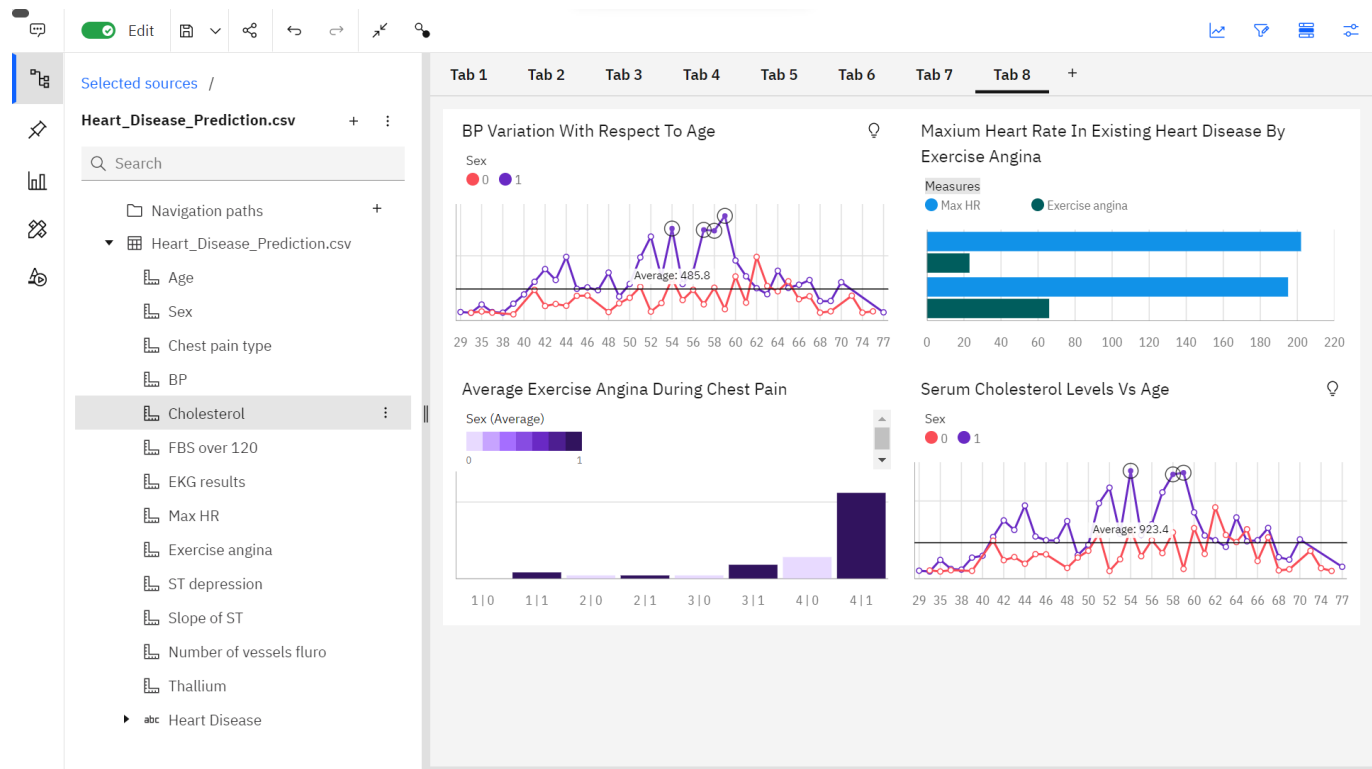 Edit
Selected sources /
Heart_Disease_Prediction.csv
Search
Navigation paths
Heart_Disease_Prediction.csv
Age
Sex
Chest pain type
BP
Cholesterol
FBS over 120
EKG results
Max HR
Exercise angina
ST depression
Slope of ST
Number of vessels fluro
Thallium
abc Heart Disease
Tab 1 Tab 2 Tab 3 Tab 4 Tab 5 Tab 6 Tab 7 Tab 8
BP Variation With Respect To Age
Sex
0 1
Average: 485.8
29 35 38 40 42 44 46 48 50 52 54 56 58 60 62 64 66 68 70 74 77
Maxium Heart Rate In Existing Heart Disease By
Exercise Angina
Measures
Max HR Exercise angina
0 20 40 60 80 100 120 140 160 180 200 220
Average Exercise Angina During Chest Pain
Sex (Average)
0 1
1|0 1|1 2|0 2|1 3|0 3|1 4|0 4|1
Serum Cholesterol Levels Vs Age
Sex
0 1
Average: 923.4
29 35 38 40 42 44 46 48 50 52 54 56 58 60 62 64 66 68 70 74 77